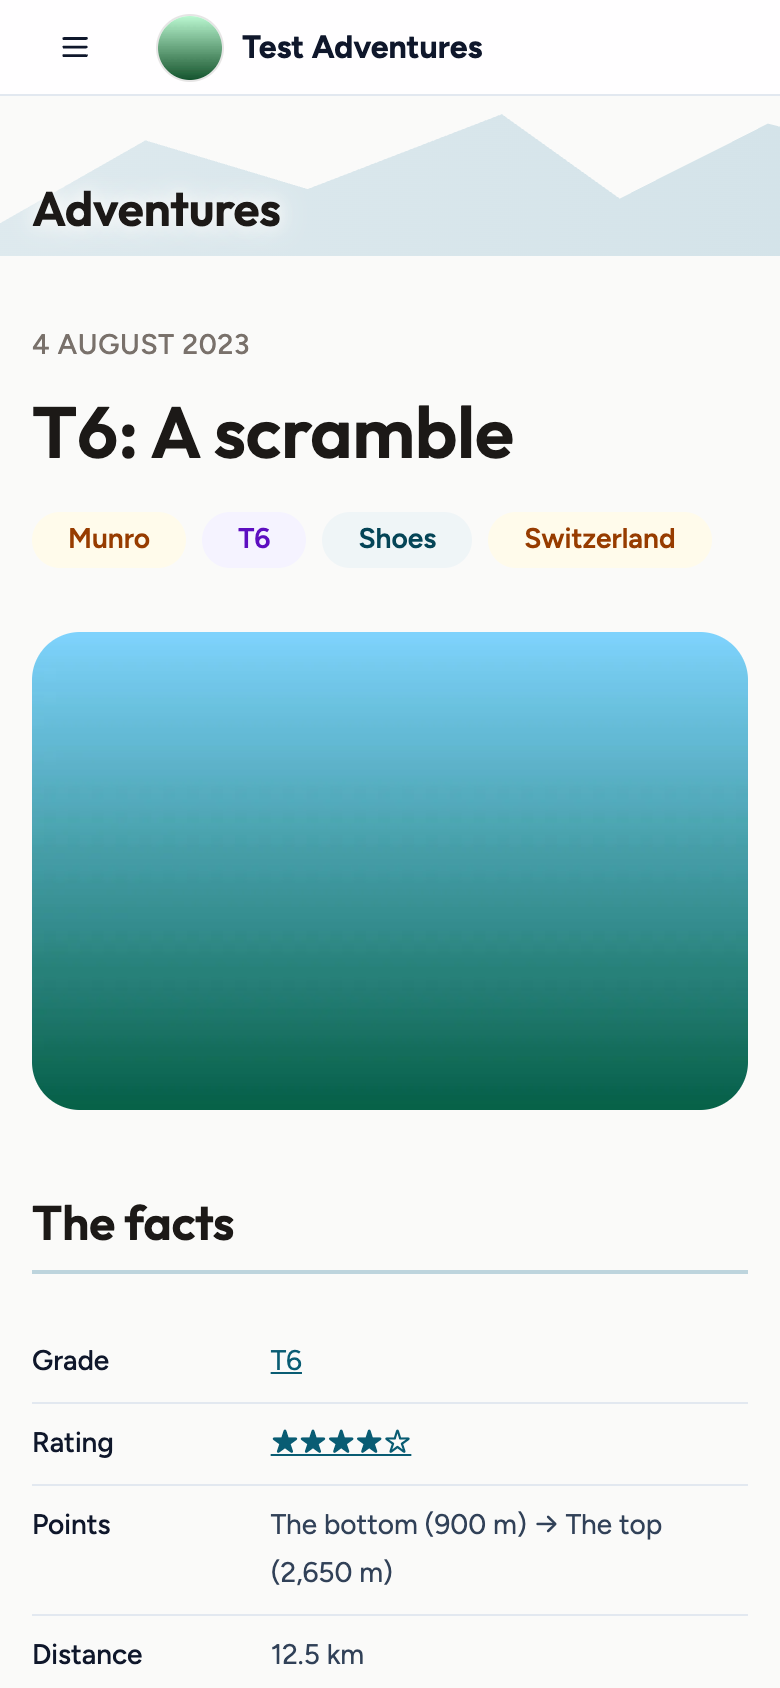 Test Adventures
Adventures
4 AUGUST 2023
T6: A scramble
Munro T6 Shoes Switzerland
The facts
Grade T6
Rating ★★★★☆
Points The bottom (900 m) → The top
(2,650 m)
Distance 12.5 km